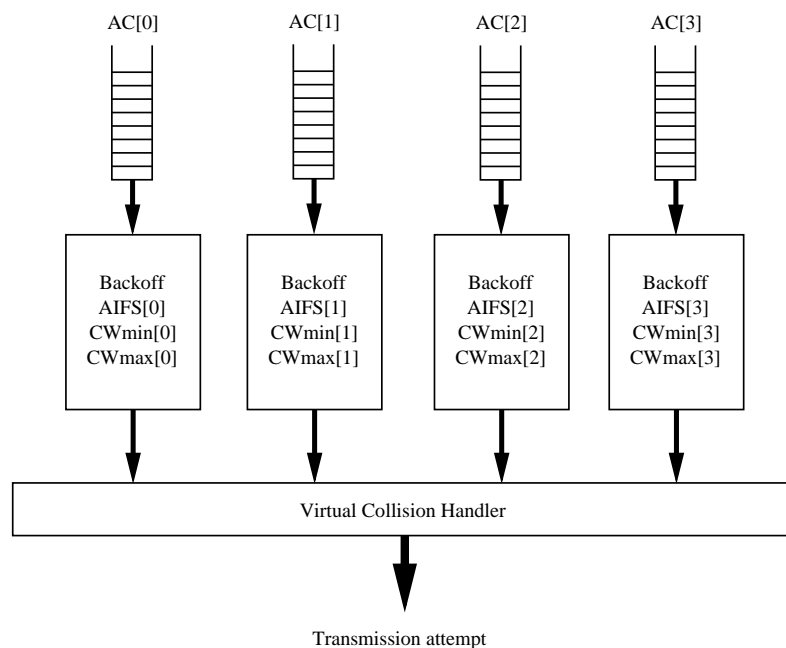 AC[0]
AC[1]
AC[2]
AC[3]
Backoff
AIFS[0]
CWmin[0]
CWmax[0]
Backoff
AIFS[1]
CWmin[1]
CWmax[1]
Backoff
AIFS[2]
CWmin[2]
CWmax[2]
Backoff
AIFS[3]
CWmin[3]
CWmax[3]
Virtual Collision Handler
Transmission attempt